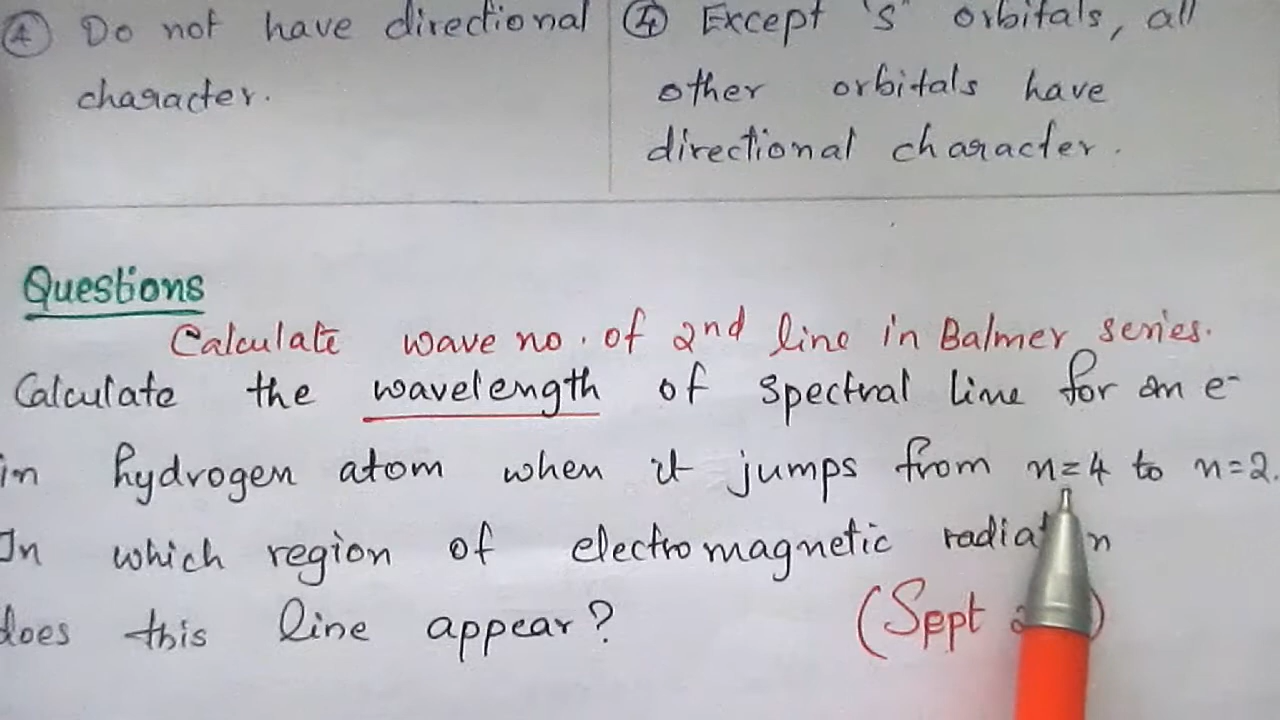 ④ Do not have directional
character.
④ Except 's' orbitals, all
other orbitals have
directional character.
Questions
Calculate wave no. of 2nd line in Balmer series.
Calculate the wavelength of spectral line for an e-
in hydrogen atom when it jumps from n=4 to n=2.
In which region of electromagnetic
does this line appear? (Sept